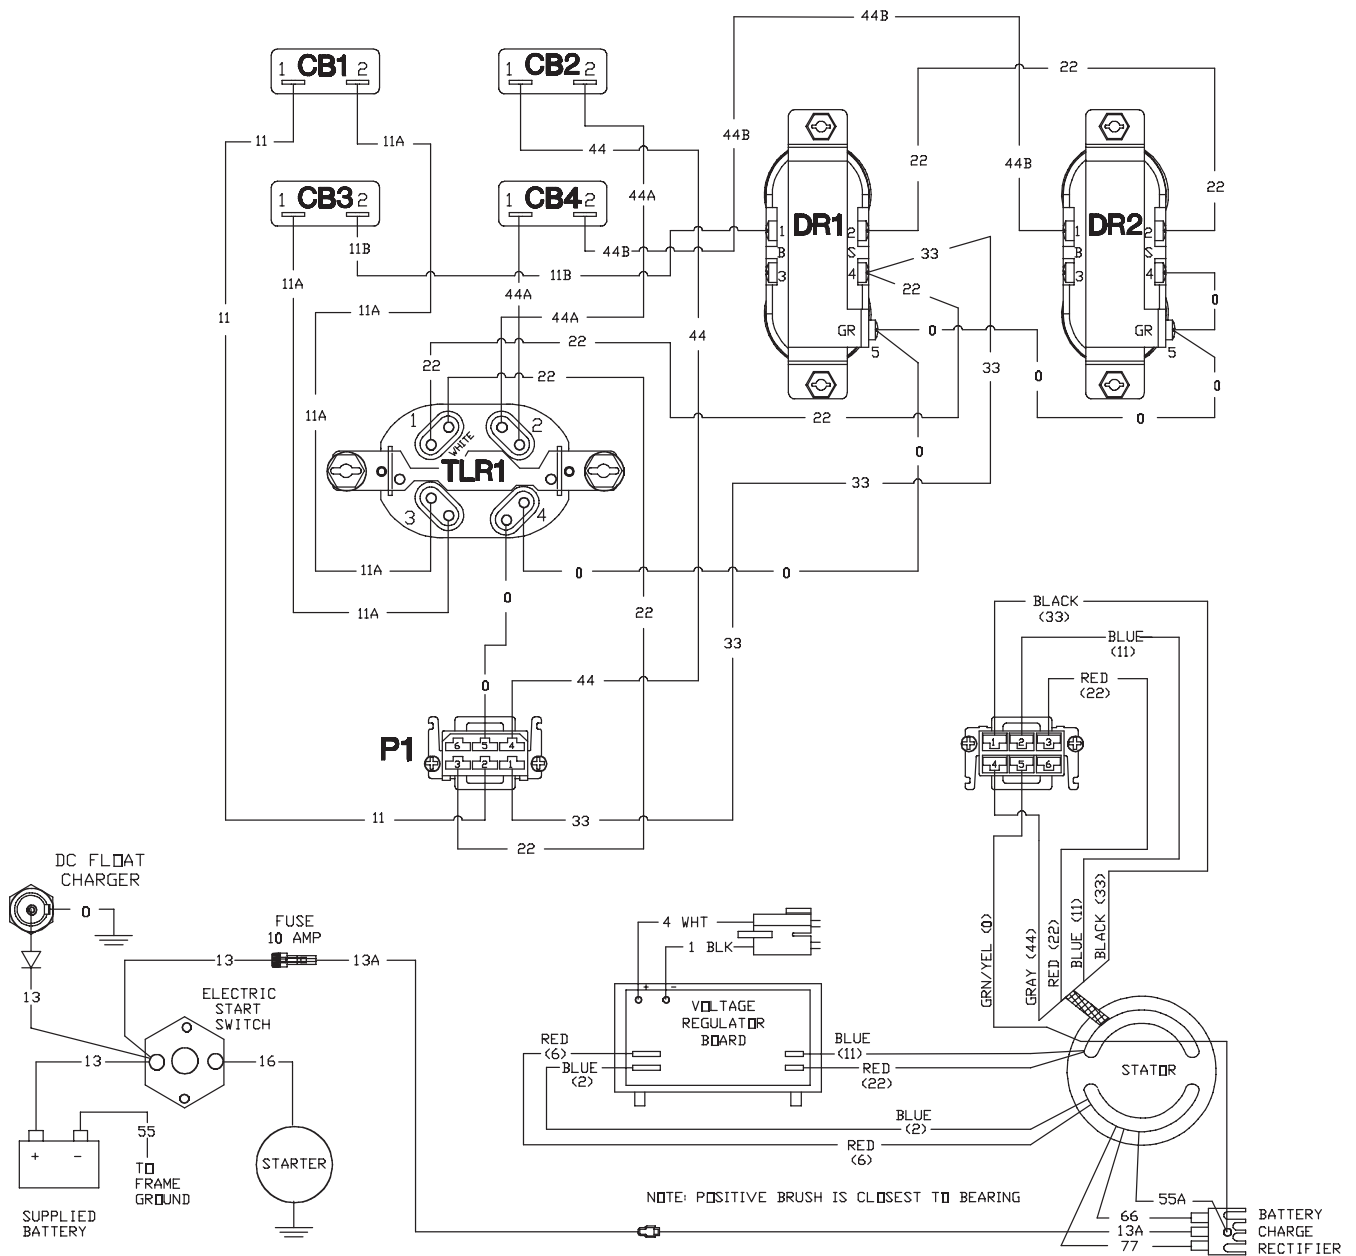 44B
1 CB1 2
1 CB2 2
22
11
11A
44
44B
22
44B
22
1 CB3 2
1 CB4 2
44A
11B
44B
DR1
1
2
B
S
3
4
GR
5
DR2
1
2
B
S
3
4
GR
5
33
22
11A
11B
44A
0
11
11A
44A
22
44
0
33
22
22
0
0
11A
1
2
22
0
WHITE
TLR1
0
33
3
4
11A
0
0
0
11A
22
33
BLACK
(33)
BLUE
(11)
0
44
RED
(22)
P1
6 5 4
3 2 1
1 2 3
4 5 6
11
33
22
DC FLOAT
CHARGER
0
13
FUSE
10 AMP
13
13A
ELECTRIC
START
SWITCH
13
16
55
+ -
TO
FRAME
GROUND
SUPPLIED
BATTERY
STARTER
4 WHT
1 BLK
+ -
VOLTAGE
REGULATOR
BOARD
RED
(6)
BLUE
(2)
BLUE
(11)
RED
(22)
BLUE
(2)
RED
(6)
GRN/YEL (0)
GRAY (44)
RED (22)
BLUE (11)
BLACK (33)
STATOR
NOTE: POSITIVE BRUSH IS CLOSEST TO BEARING
55A
66
13A
77
BATTERY
CHARGE
RECTIFIER